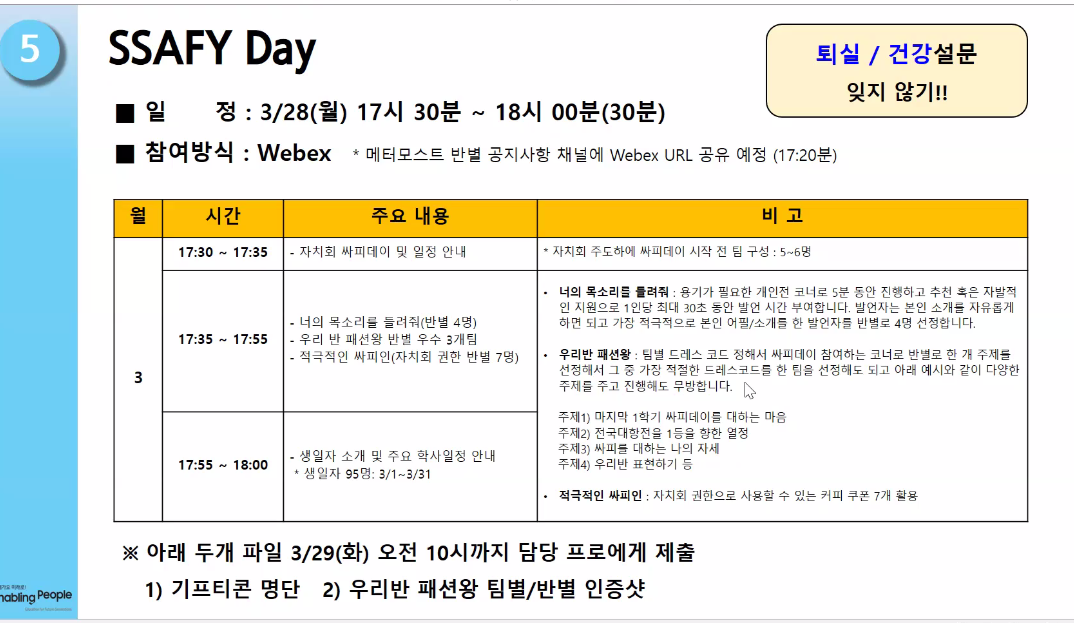 5
SSAFY Day
퇴실 / 건강설문
잊지 않기!!
■ 일 정 : 3/28(월) 17시 30분 ~ 18시 00분(30분)
■ 참여방식 : Webex * 메터모스트 반별 공지사항 채널에 Webex URL 공유 예정 (17:20분)
월 시간 주요 내용 비 고
3
17:30 ~ 17:35
- 자치회 싸피데이 및 일정 안내
* 자치회 주도하에 싸피데이 시작 전 팀 구성 : 5~6명
17:35 ~ 17:55
- 너의 목소리를 들려줘(반별 4명)
- 우리 반 패션왕 반별 우수 3개팀
- 적극적인 싸피인(자치회 권한 반별 7명)
• 너의 목소리를 들려줘 : 용기가 필요한 개인전 코너로 5분 동안 진행하고 추천 혹은 자발적
인 지원으로 1인당 최대 30초 동안 발언 시간 부여합니다. 발언자는 본인 소개를 자유롭게
하면 되고 가장 적극적으로 본인 어필/소개를 한 발언자를 반별로 4명 선정합니다.
• 우리반 패션왕 : 팀별 드레스 코드 정해서 싸피데이 참여하는 코너로 반별로 한 개 주제를
선정해서 그 중 가장 적절한 드레스코드를 한 팀을 선정해도 되고 아래 예시와 같이 다양한
주제를 주고 진행해도 무방합니다.
주제1) 마지막 1학기 싸피데이를 대하는 마음
주제2) 전국대항전을 1등을 향한 열정
주제3) 싸피를 대하는 나의 자세
주제4) 우리반 표현하기 등
• 적극적인 싸피인 : 자치회 권한으로 사용할 수 있는 커피 쿠폰 7개 활용
17:55 ~ 18:00
- 생일자 소개 및 주요 학사일정 안내
* 생일자 95명: 3/1~3/31
※ 아래 두개 파일 3/29(화) 오전 10시까지 담당 프로에게 제출
1) 기프티콘 명단 2) 우리반 패션왕 팀별/반별 인증샷
nabling People